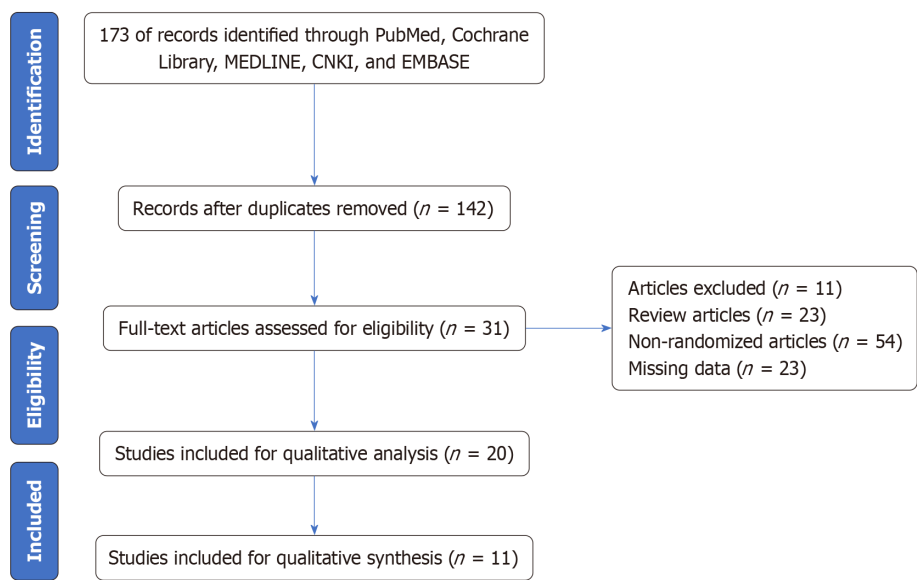 Identification
173 of records identified through PubMed, Cochrane
Library, MEDLINE, CNKI, and EMBASE
Screening
Records after duplicates removed (n = 142)
Full-text articles assessed for eligibility (n = 31)
Articles excluded (n = 11)
Review articles (n = 23)
Non-randomized articles (n = 54)
Missing data (n = 23)
Eligibility
Studies included for qualitative analysis (n = 20)
Included
Studies included for qualitative synthesis (n = 11)